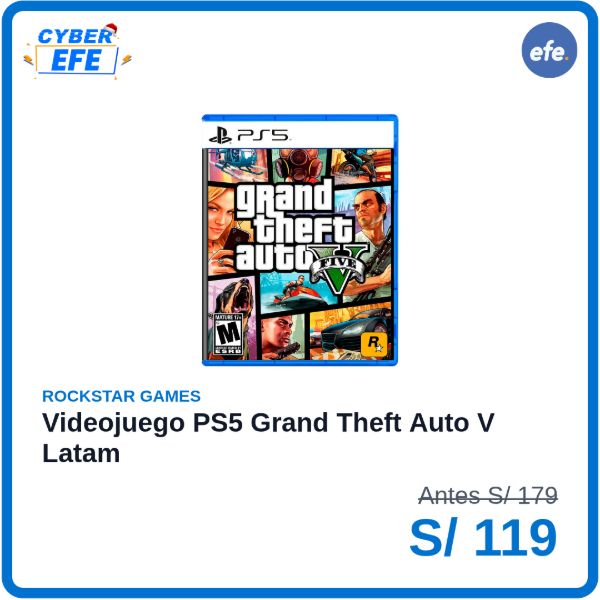 CYBER
EFE
efe.
PS5
grand
theft
auto
FIVE
MATURE 17+
M
ESRB
R
ROCKSTAR GAMES
Videojuego PS5 Grand Theft Auto V
Latam
Antes S/ 179
S/ 119